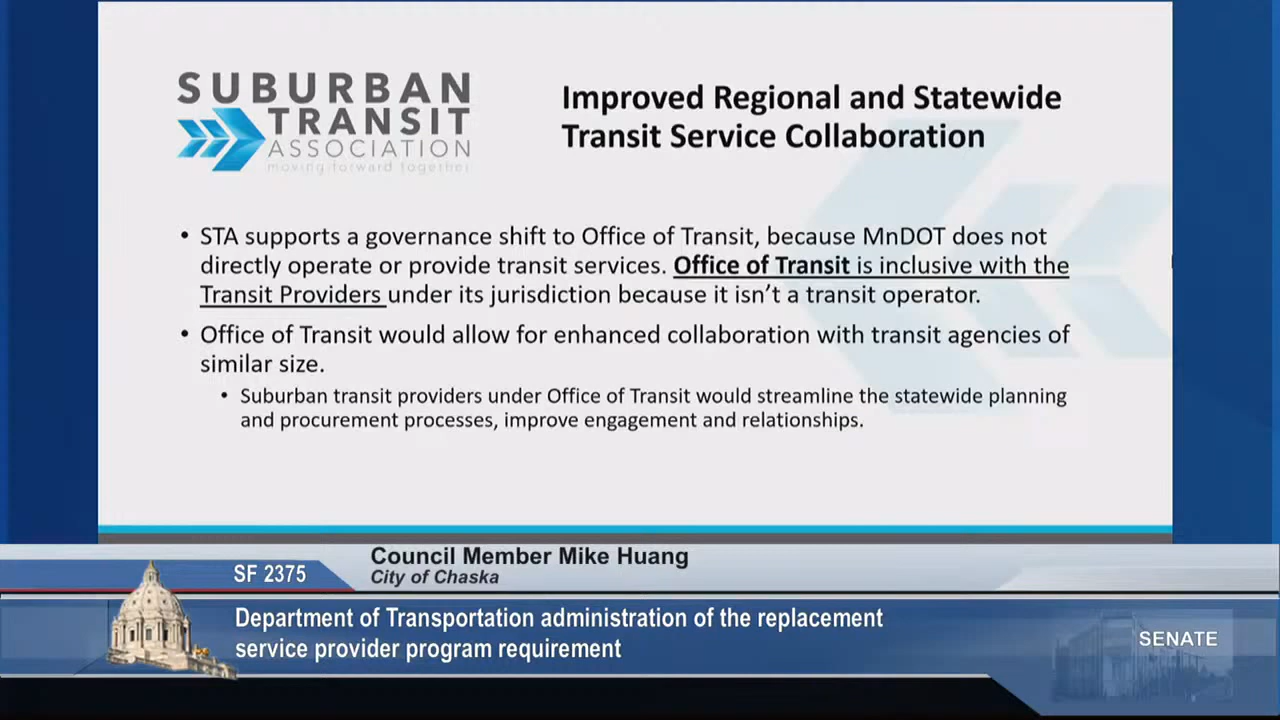 SUBURBAN
TRANSIT
ASSOCIATION
moving forward together
Improved Regional and Statewide
Transit Service Collaboration
• STA supports a governance shift to Office of Transit, because MnDOT does not
directly operate or provide transit services. Office of Transit is inclusive with the
Transit Providers under its jurisdiction because it isn't a transit operator.
• Office of Transit would allow for enhanced collaboration with transit agencies of
similar size.
• Suburban transit providers under Office of Transit would streamline the statewide planning
and procurement processes, improve engagement and relationships.
Council Member Mike Huang
SF 2375
City of Chaska
Department of Transportation administration of the replacement
service provider program requirement
SENATE